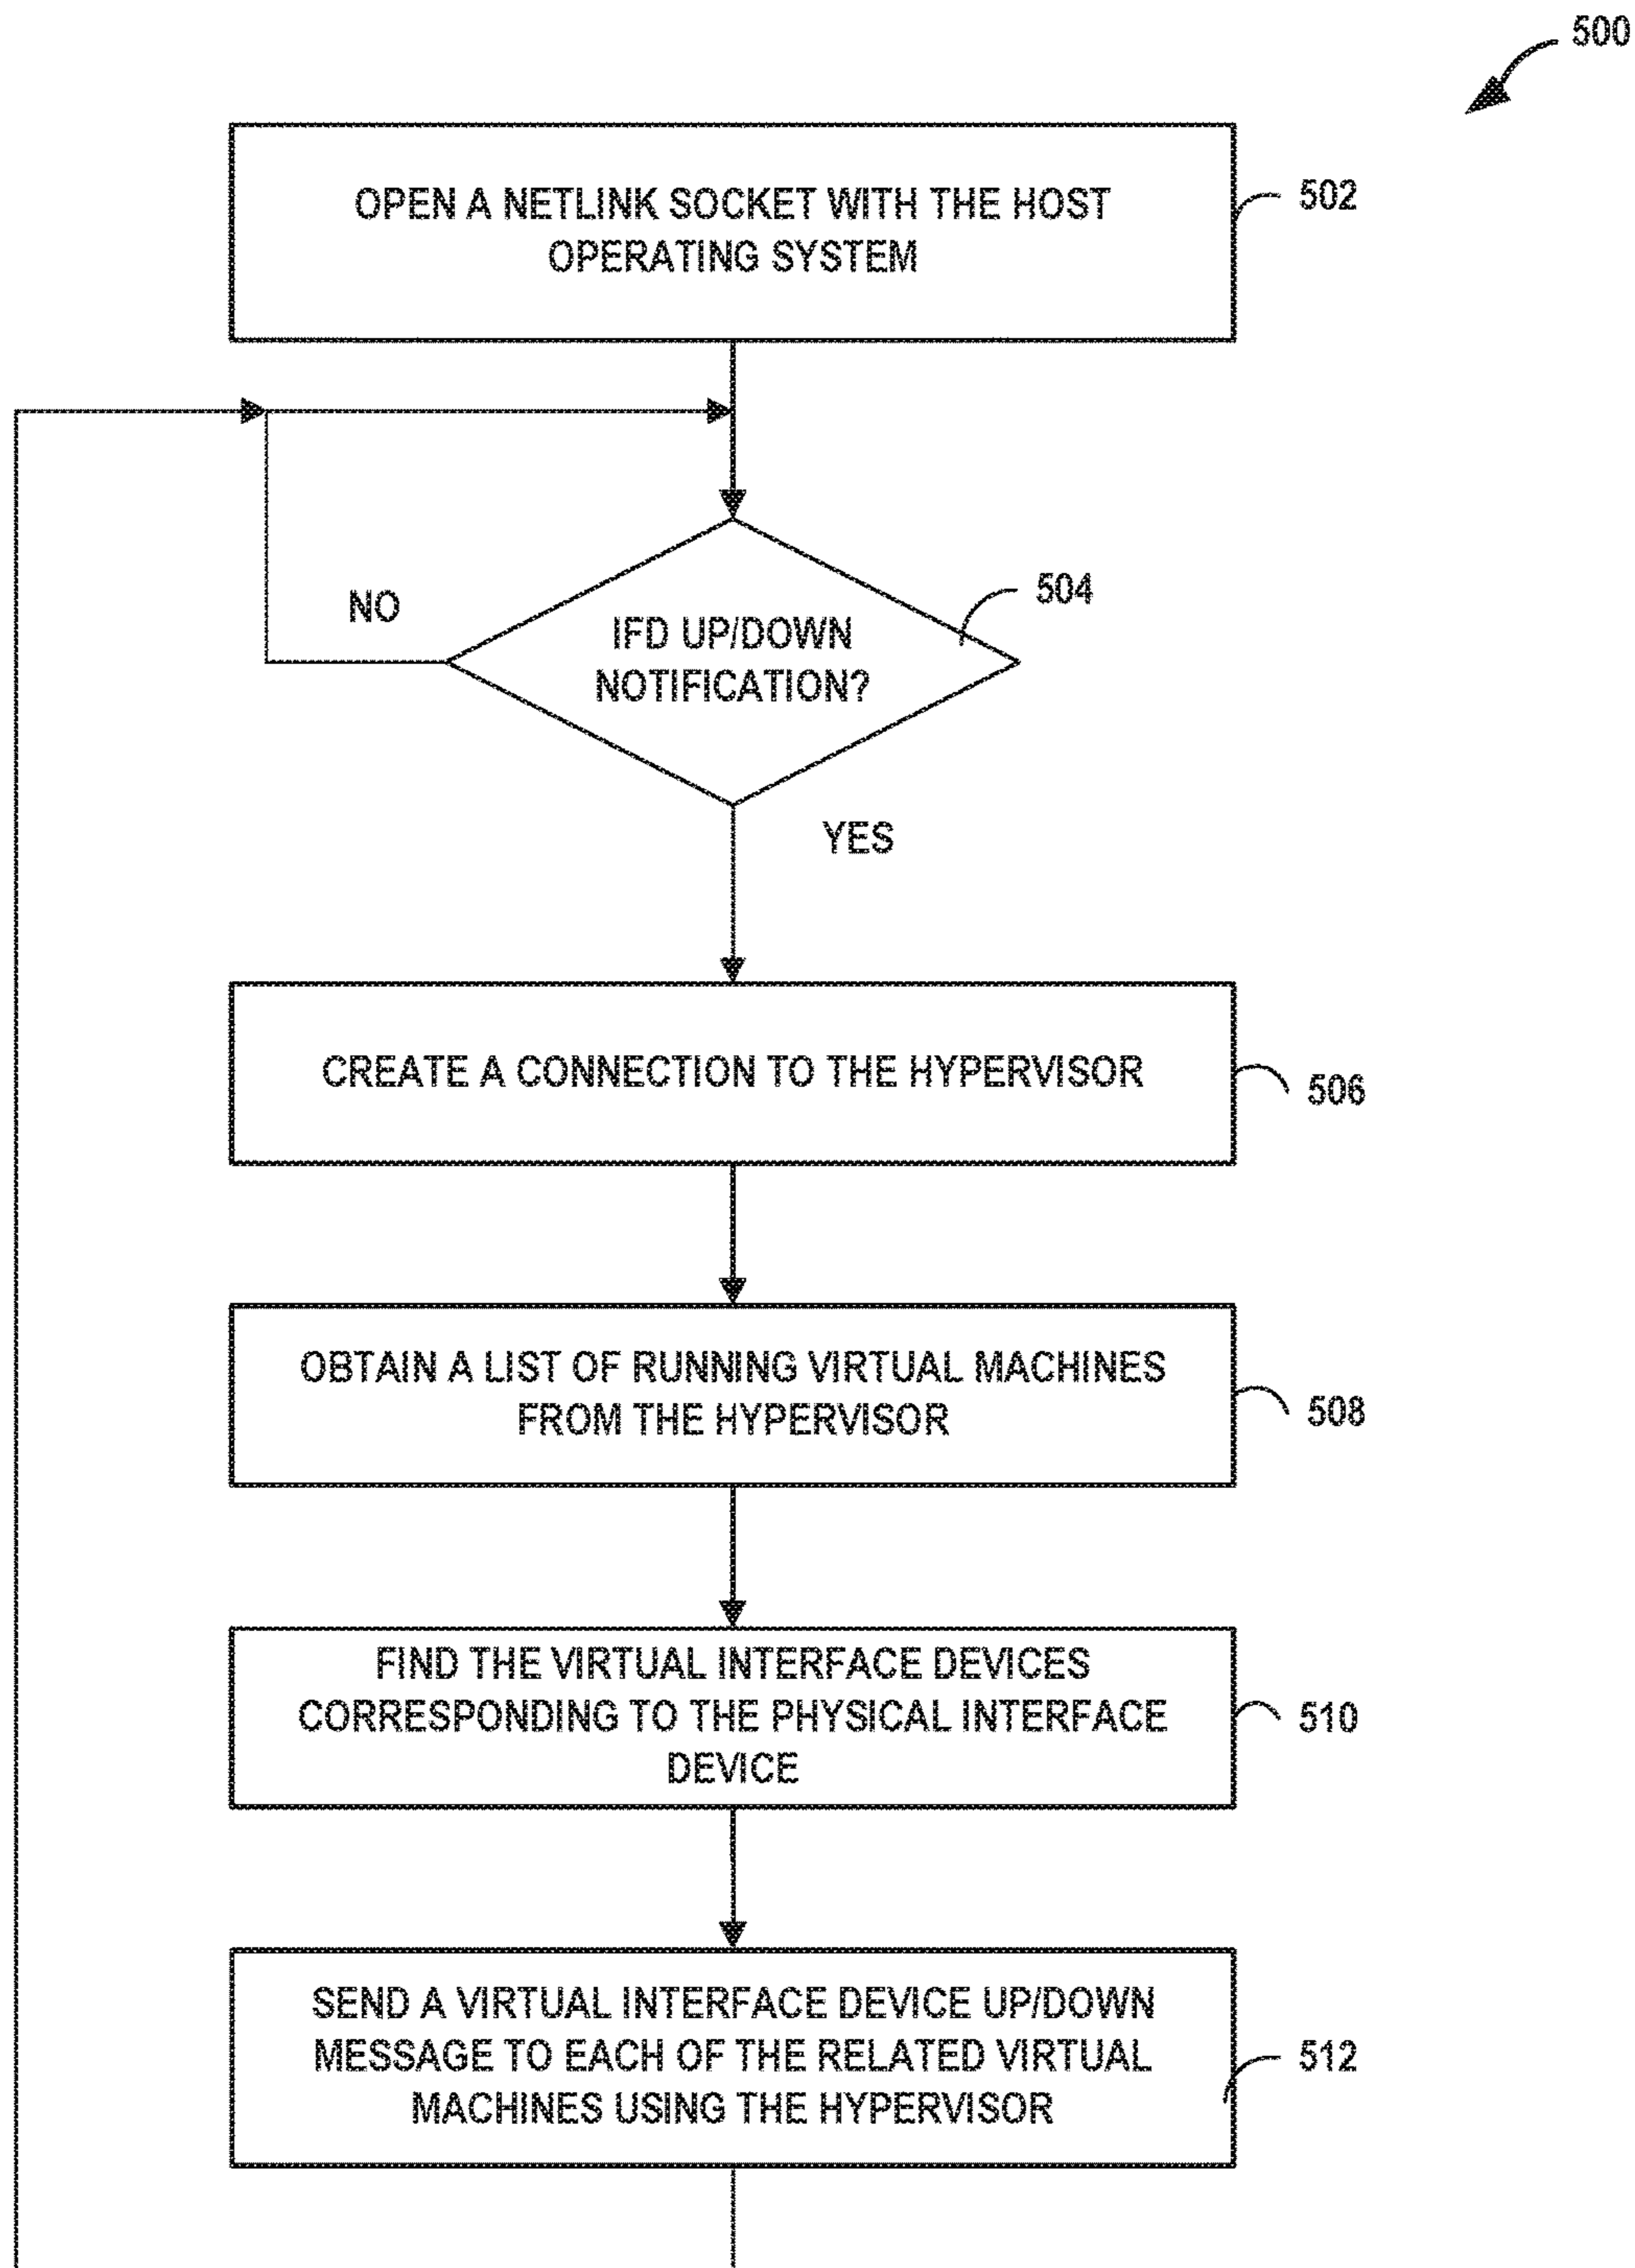 500
OPEN A NETLINK SOCKET WITH THE HOST
OPERATING SYSTEM
502
NO
IFD UP/DOWN
NOTIFICATION?
504
YES
CREATE A CONNECTION TO THE HYPERVISOR
506
OBTAIN A LIST OF RUNNING VIRTUAL MACHINES
FROM THE HYPERVISOR
508
FIND THE VIRTUAL INTERFACE DEVICES
CORRESPONDING TO THE PHYSICAL INTERFACE
DEVICE
510
SEND A VIRTUAL INTERFACE DEVICE UP/DOWN
MESSAGE TO EACH OF THE RELATED VIRTUAL
MACHINES USING THE HYPERVISOR
512